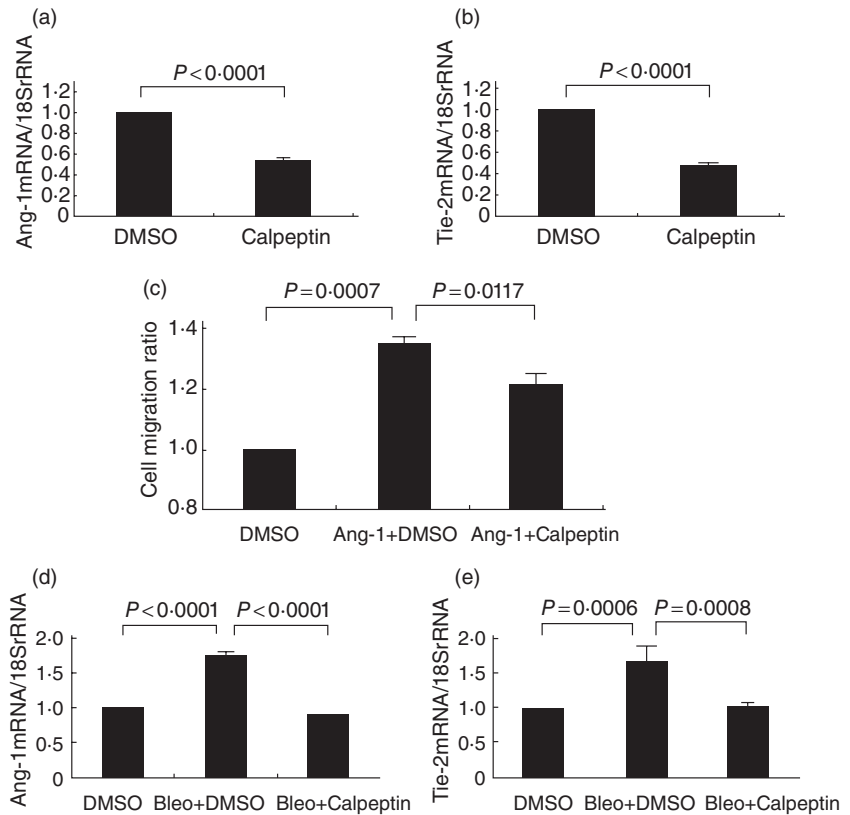 (a)
Ang-1mRNA/18SrRNA
P<0·0001
1·2
1·0
0·8
0·6
0·4
0·2
0
DMSO
Calpeptin
(b)
Tie-2mRNA/18SrRNA
P<0·0001
1·2
1·0
0·8
0·6
0·4
0·2
0
DMSO
Calpeptin
(c)
Cell migration ratio
P=0·0007
P=0·0117
1·4
1·2
1·0
0·8
DMSO
Ang-1+DMSO
Ang-1+Calpeptin
(d)
Ang-1mRNA/18SrRNA
P<0·0001
P<0·0001
2·0
1·5
1·0
0·5
0
DMSO
Bleo+DMSO
Bleo+Calpeptin
(e)
Tie-2mRNA/18SrRNA
P=0·0006
P=0·0008
2·0
1·5
1·0
0·5
0
DMSO
Bleo+DMSO
Bleo+Calpeptin